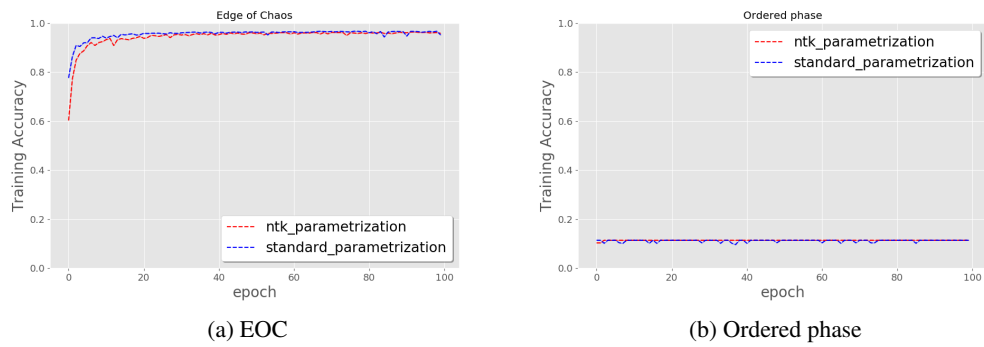 Edge of Chaos
Training Accuracy
1.0
0.8
0.6
0.4
0.2
0.0
ntk_parametrization
standard_parametrization
0 20 40 60 80 100
epoch
(a) EOC
Ordered phase
Training Accuracy
1.0
0.8
0.6
0.4
0.2
0.0
ntk_parametrization
standard_parametrization
0 20 40 60 80 100
epoch
(b) Ordered phase